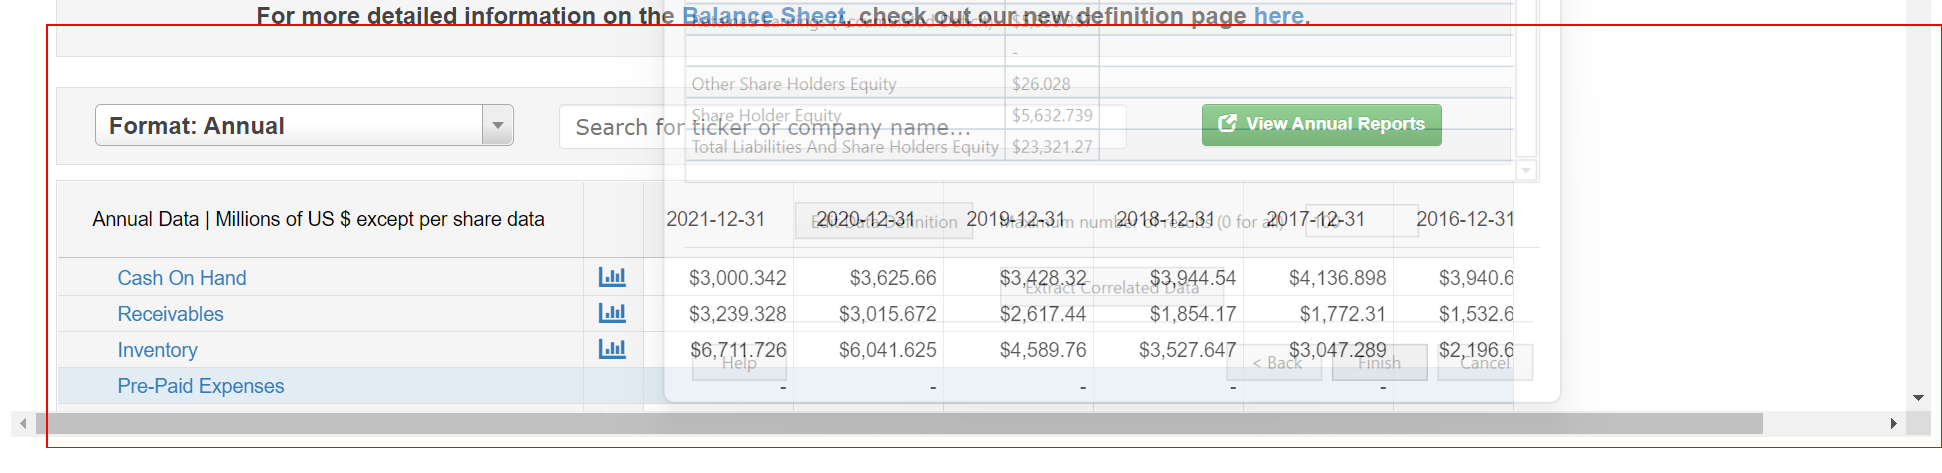 For more detailed information on the Balance Sheet, check out our new definition page here.
Retained Earnings (Accumulated Deficit)
-
Other Share Holders Equity $26.028
Share Holder Equity $5,632.739
Format: Annual Search for ticker or company name... View Annual Reports
Total Liabilities And Share Holders Equity $23,321.27
Annual Data | Millions of US $ except per share data 2021-12-31 2020-12-31 2019-12-31 2018-12-31 2017-12-31 2016-12-31
Edit Data Definition Maximum number of results (0 for all) 100
Cash On Hand $3,000.342 $3,625.66 $3,428.32 $3,944.54 $4,136.898 $3,940.6
Extract Correlated Data
Receivables $3,239.328 $3,015.672 $2,617.44 $1,854.17 $1,772.31 $1,532.6
Inventory $6,711.726 $6,041.625 $4,589.76 $3,527.647 $3,047.289 $2,196.6
Help < Back Finish Cancel
Pre-Paid Expenses - - - - -